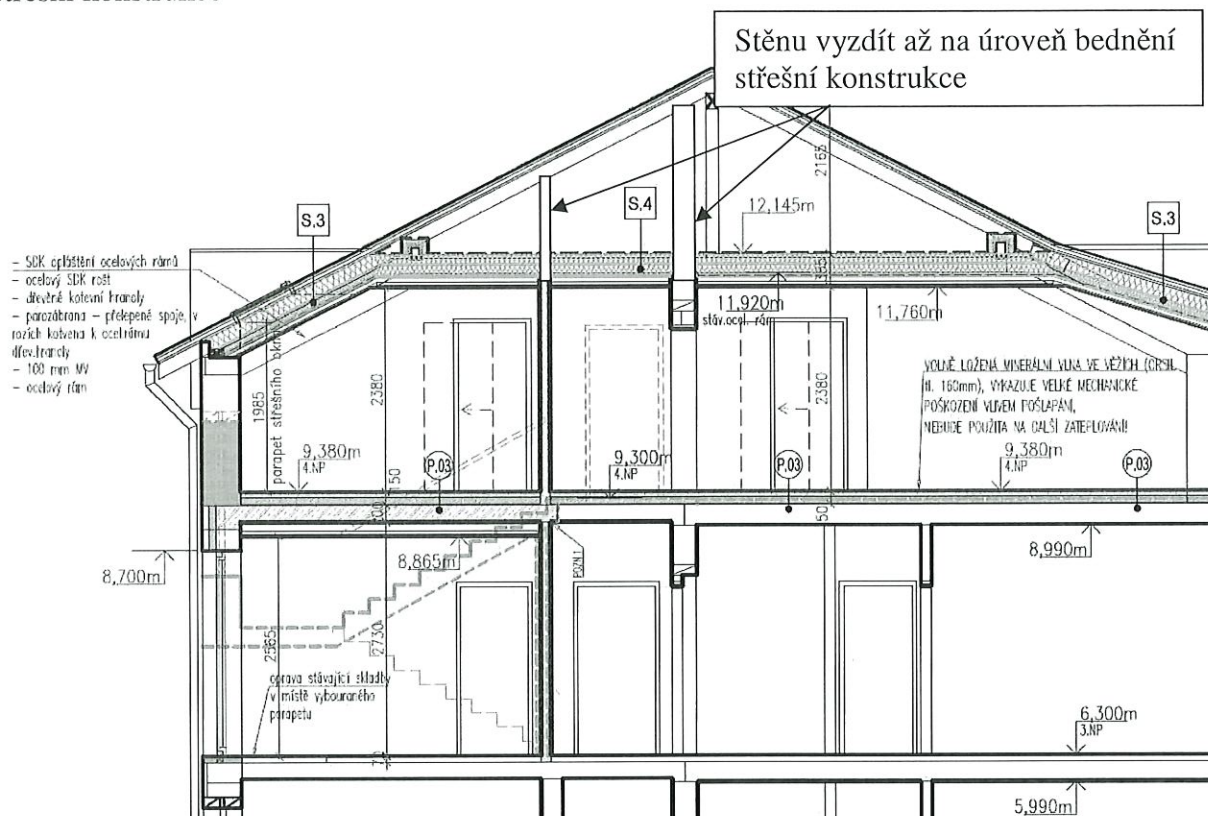 Stěnu vyzdít až na úroveň bednění
střešní konstrukce
2165
S.3
S.4
12,145m
S.3
- SDK opláštění ocelových rámů
- ocelový SDK rošt
- dřevěné kotevní hranoly
- parozábrana - přelepené spoje, v
rozích kotvena k ocel.rámu
dřev.hranoly
- 100 mm MV
- ocelový rám
365
11,920m
stáv.ocel. rám
11,760m
1985
parapet střešního okna
2380
2380
VOLNĚ LOŽENÁ MINERÁLNÍ VLNA VE VĚŽÍCH (ORSIL
tl. 160mm), VYKAZUJE VELKÉ MECHANICKÉ
POŠKOZENÍ VLIVEM POŠLAPÁNÍ,
NEBUDE POUŽITA NA DALŠÍ ZATEPLOVÁNÍ!
9,380m
4.NP
150
P.03
9,300m
4.NP
P.03
9,380m
4.NP
P.03
50
8,700m
8,865m
POZN.1
8,990m
2565
2730
oprava stávající skladby
v místě vybouraného
parapetu
6,300m
3.NP
5,990m